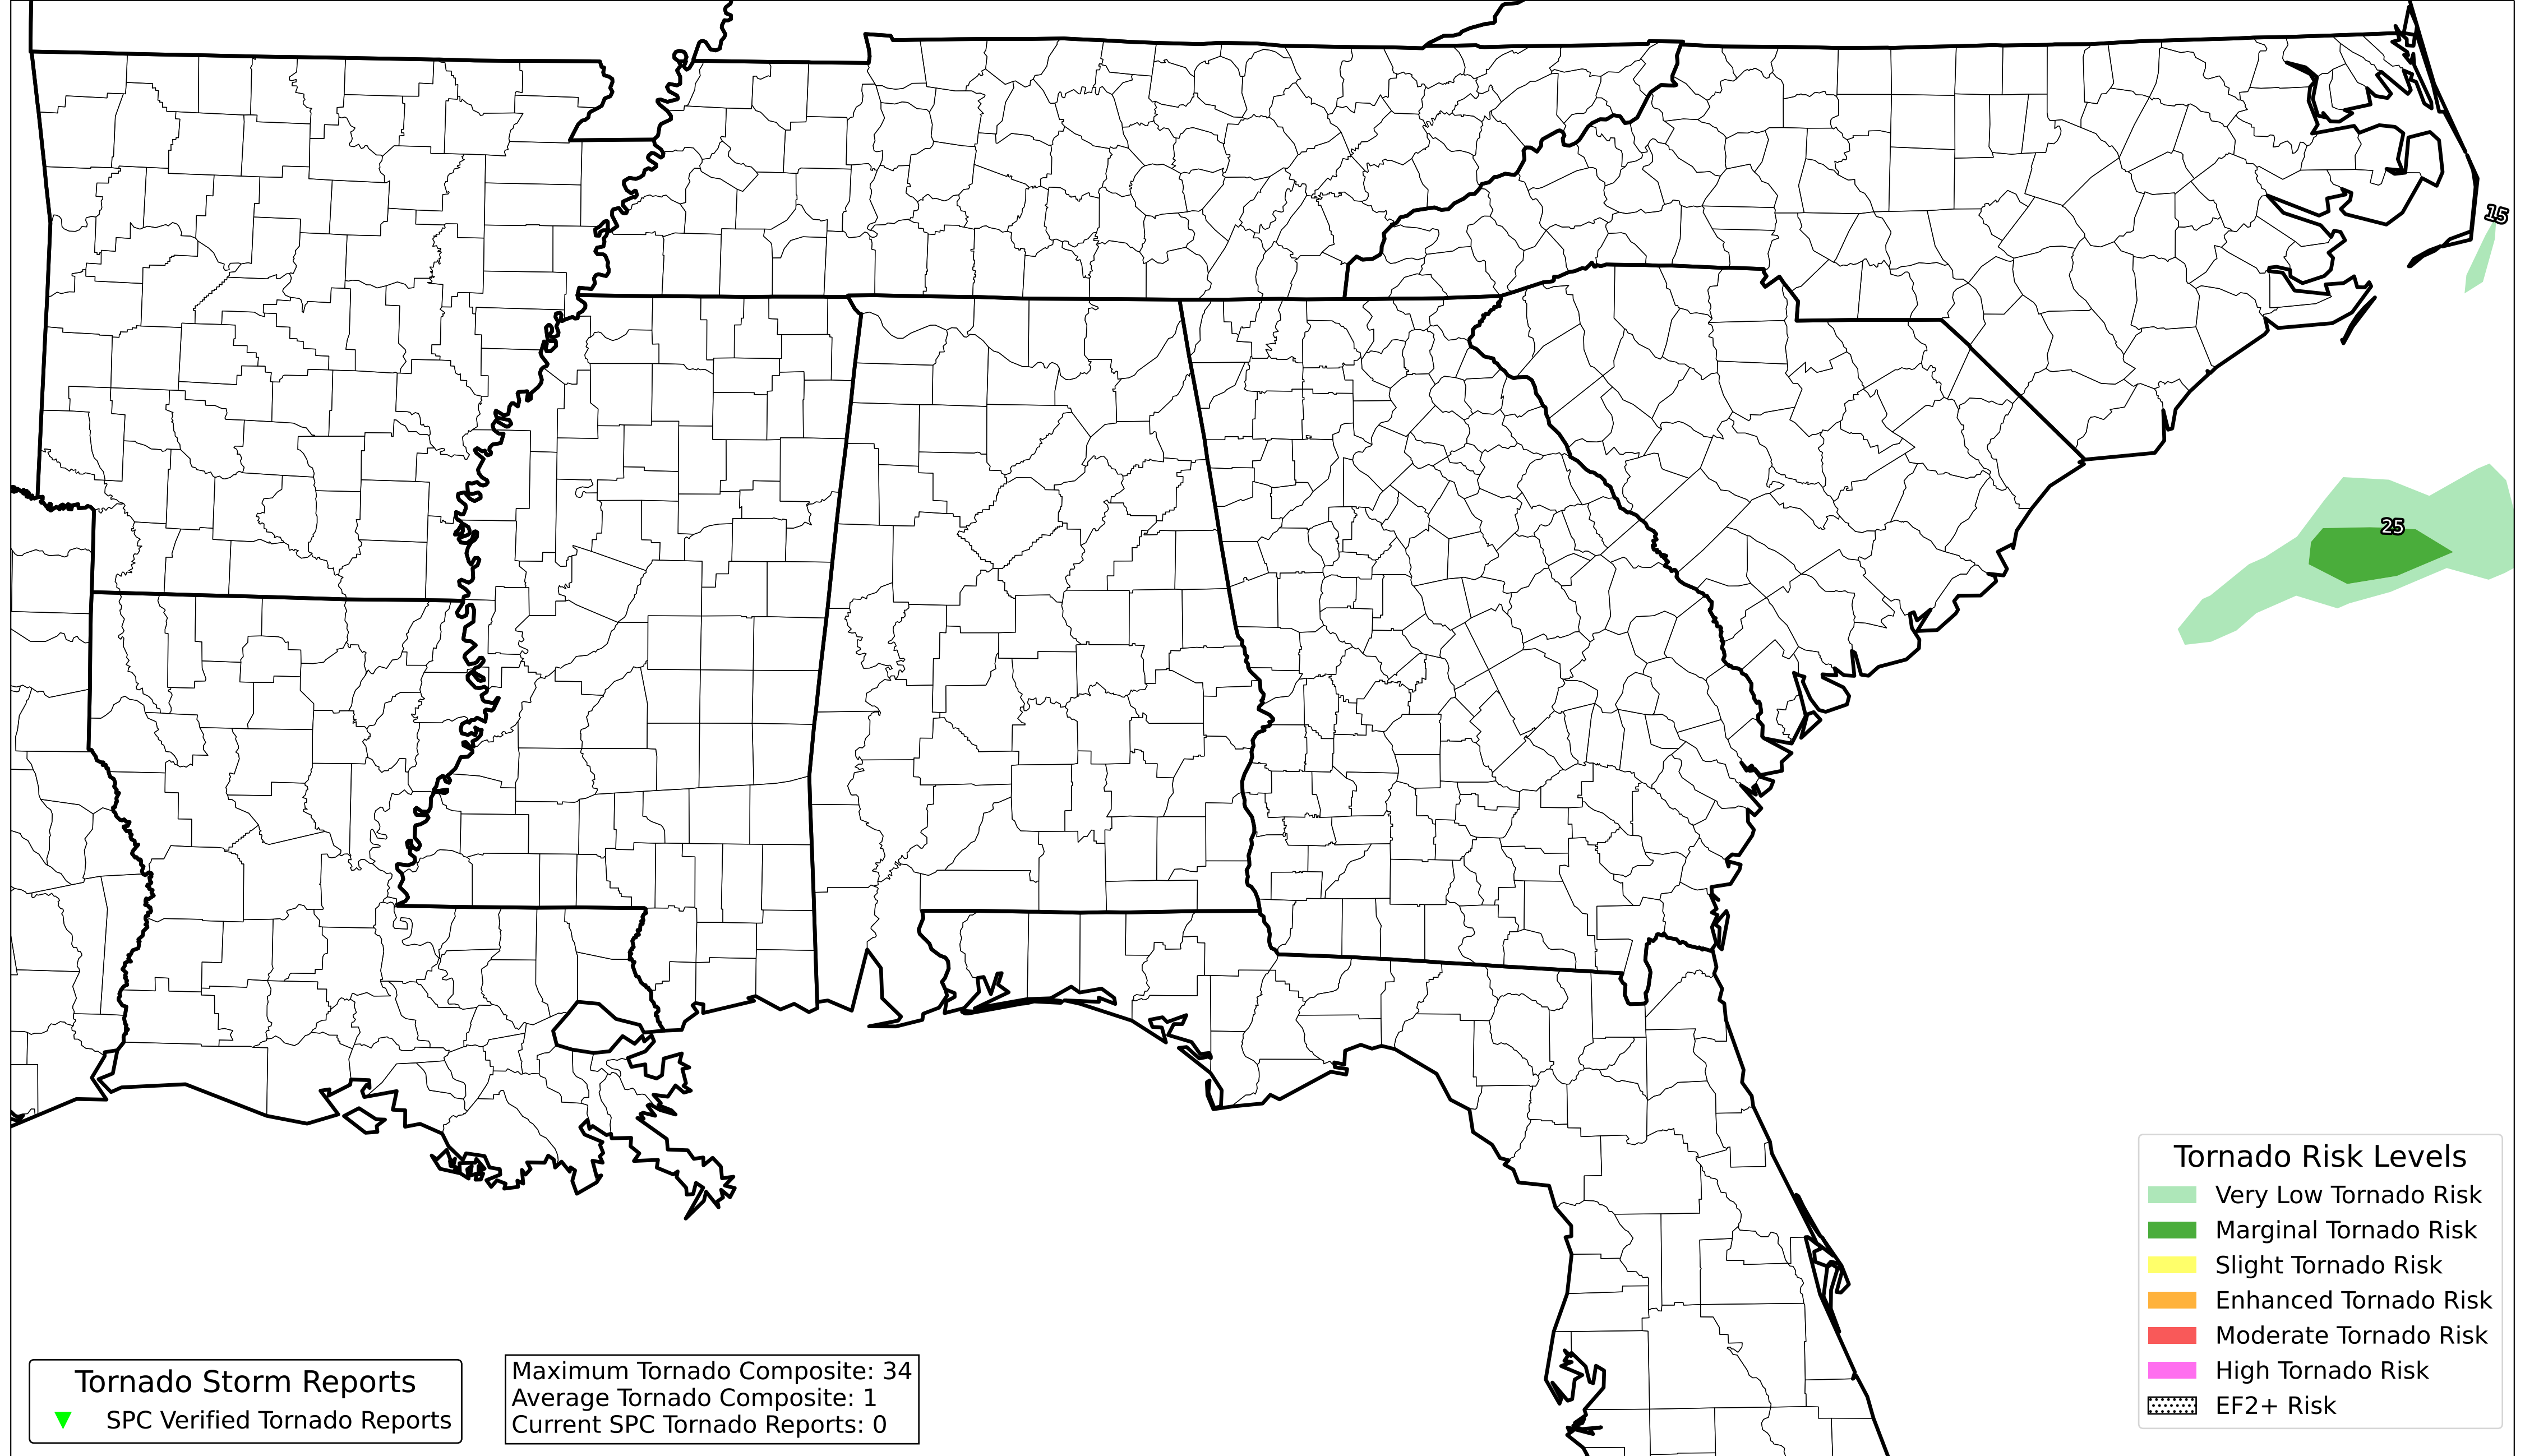 15
25
Tornado Risk Levels
Very Low Tornado Risk
Marginal Tornado Risk
Slight Tornado Risk
Enhanced Tornado Risk
Moderate Tornado Risk
High Tornado Risk
EF2+ Risk
Tornado Storm Reports
SPC Verified Tornado Reports
Maximum Tornado Composite: 34
Average Tornado Composite: 1
Current SPC Tornado Reports: 0